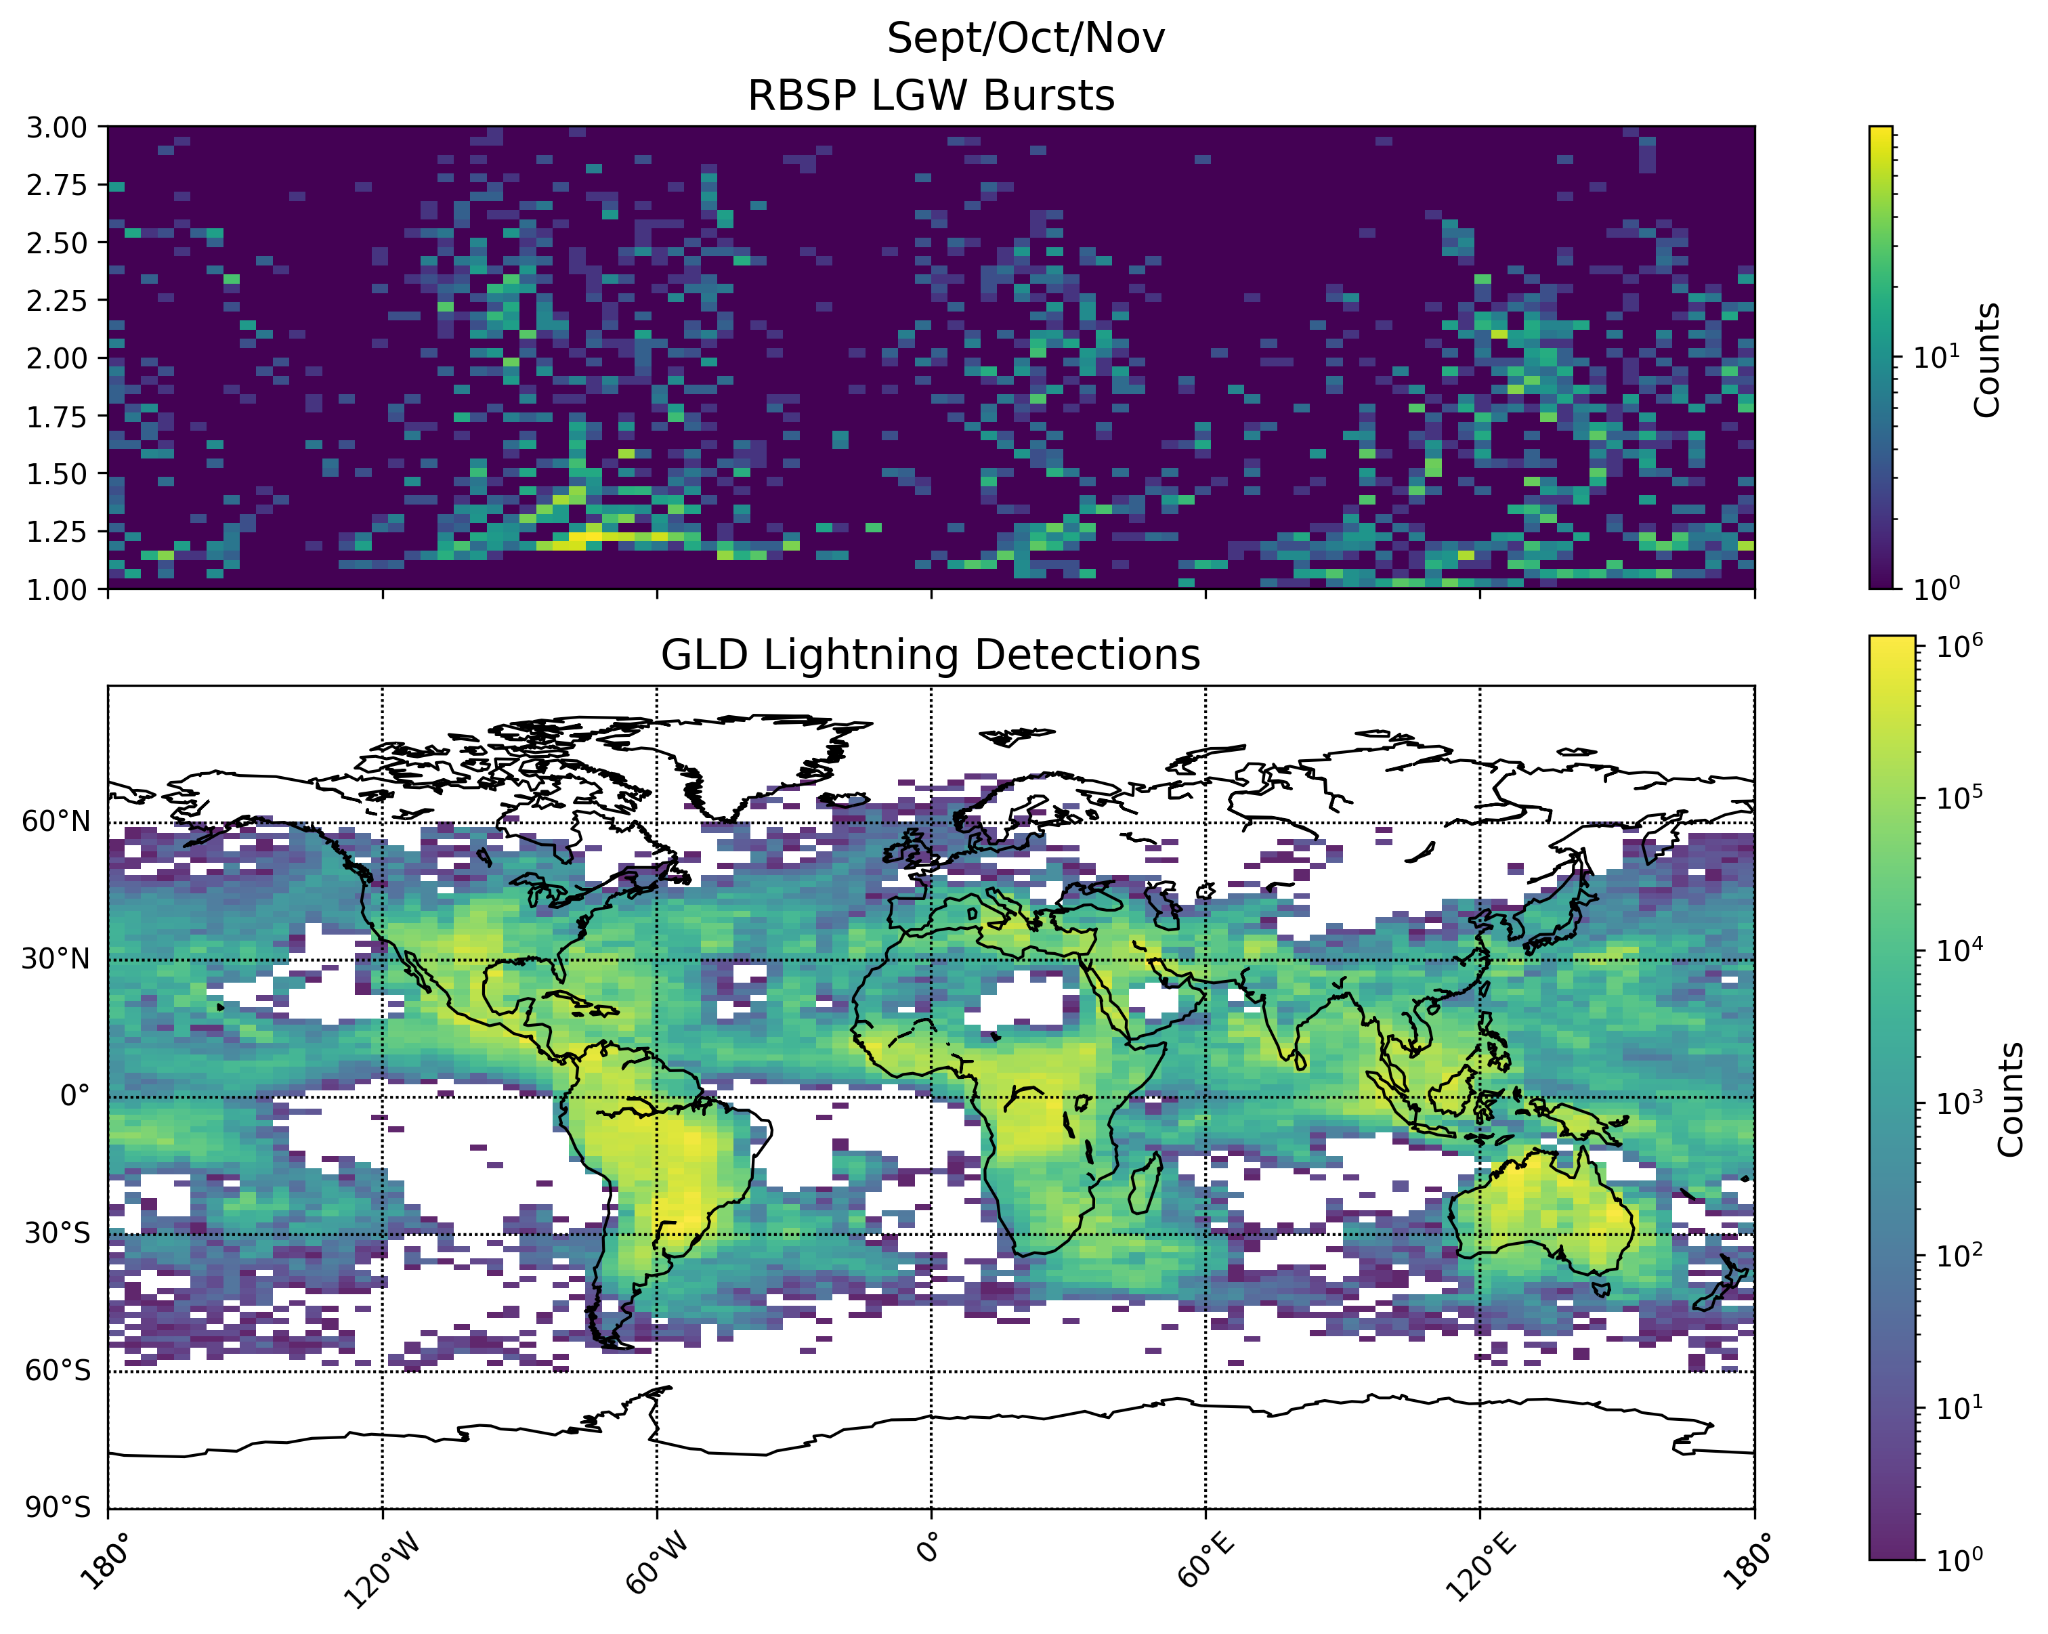 Sept/Oct/Nov
RBSP LGW Bursts
3.00
2.75
2.50
2.25
2.00
1.75
1.50
1.25
1.00
10¹
10⁰
Counts
GLD Lightning Detections
60°N
30°N
0°
30°S
60°S
90°S
180°
120°W
60°W
0°
60°E
120°E
180°
10⁶
10⁵
10⁴
10³
10²
10¹
10⁰
Counts